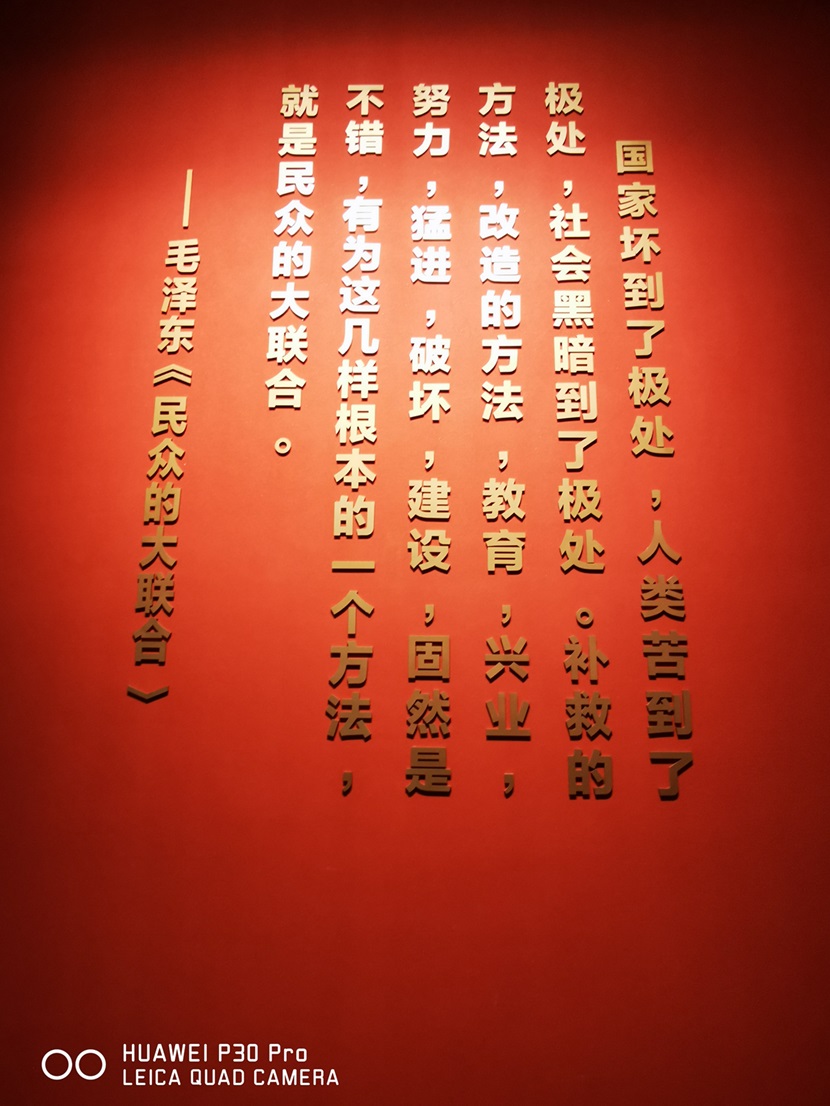 国家坏到了极处，人类苦到了
极处，社会黑暗到了极处。补救的
方法，改造的方法，教育，兴业，
努力，猛进，破坏，建设，固然是
不错，有为这几样根本的一个方法，
就是民众的大联合。
——毛泽东《民众的大联合》
HUAWEI P30 Pro
LEICA QUAD CAMERA